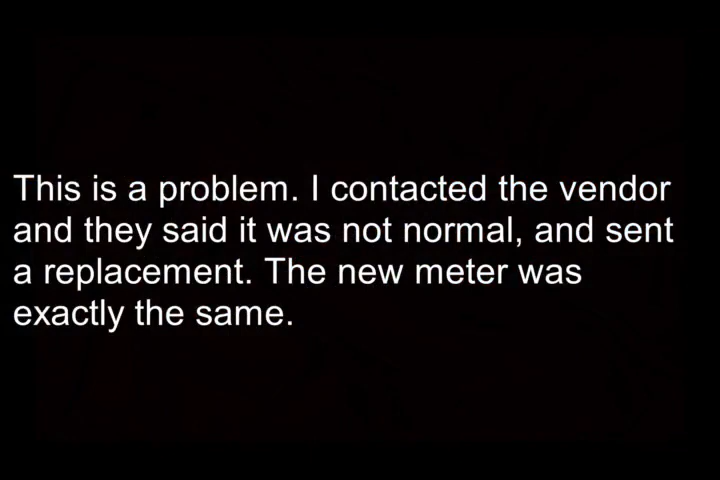 This is a problem. I contacted the vendor
and they said it was not normal, and sent
a replacement. The new meter was
exactly the same.